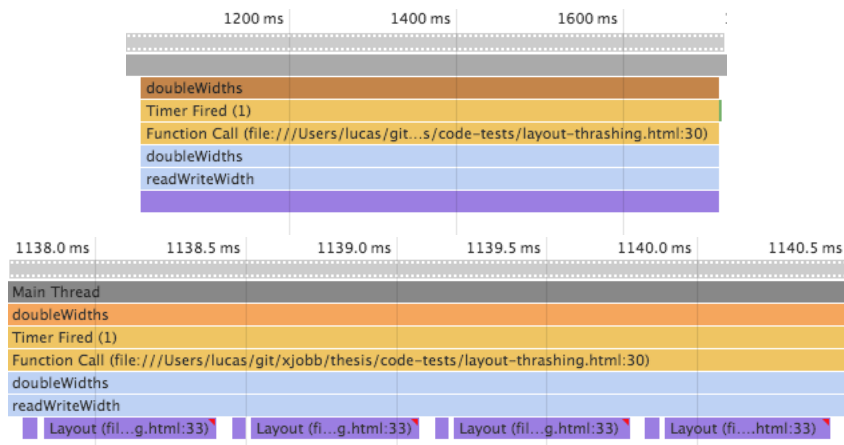 1200 ms 1400 ms 1600 ms
doubleWidths
Timer Fired (1)
Function Call (file:///Users/lucas/git...s/code-tests/layout-thrashing.html:30)
doubleWidths
readWriteWidth
1138.0 ms 1138.5 ms 1139.0 ms 1139.5 ms 1140.0 ms 1140.5 ms
Main Thread
doubleWidths
Timer Fired (1)
Function Call (file:///Users/lucas/git/xjobb/thesis/code-tests/layout-thrashing.html:30)
doubleWidths
readWriteWidth
Layout (fil...g.html:33) Layout (fi...g.html:33) Layout (fil...g.html:33) Layout (fi....html:33)